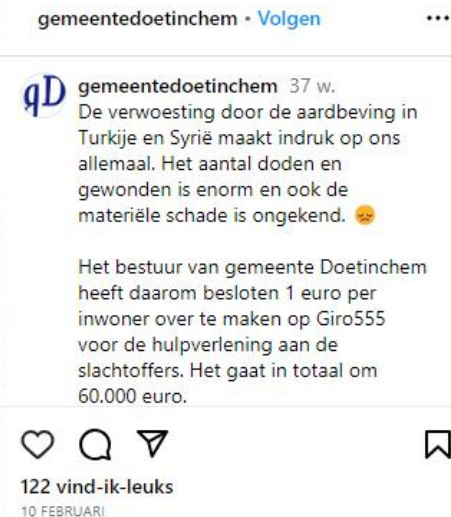 gemeentedoetinchem • Volgen
gemeentedoetinchem 37 w.
De verwoesting door de aardbeving in
Turkije en Syrië maakt indruk op ons
allemaal. Het aantal doden en
gewonden is enorm en ook de
materiële schade is ongekend. 😞
Het bestuur van gemeente Doetinchem
heeft daarom besloten 1 euro per
inwoner over te maken op Giro555
voor de hulpverlening aan de
slachtoffers. Het gaat in totaal om
60.000 euro.
122 vind-ik-leuks
10 FEBRUARI